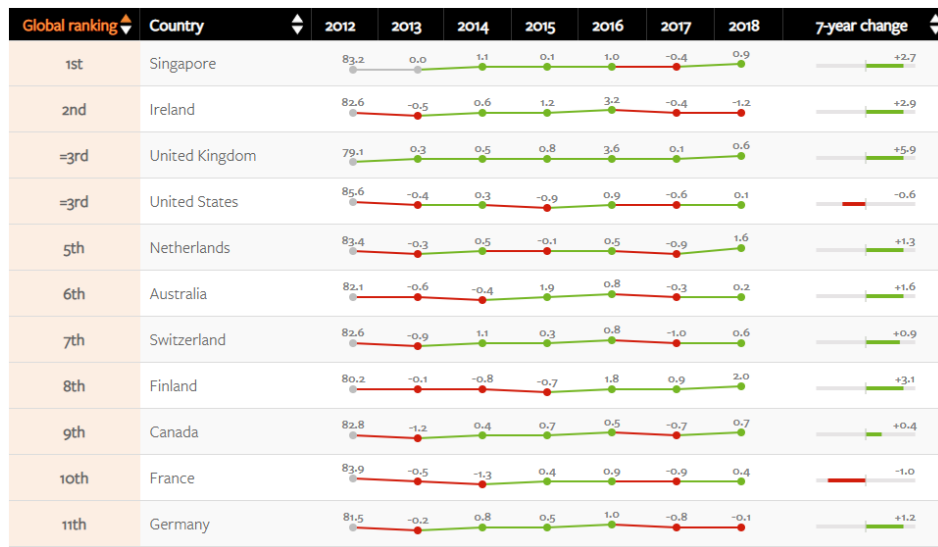 Global ranking Country 2012 2013 2014 2015 2016 2017 2018 7-year change
1st Singapore 83.2 0.0 1.1 0.1 1.0 -0.4 0.9 +2.7
2nd Ireland 82.6 -0.5 0.6 1.2 3.2 -0.4 -1.2 +2.9
=3rd United Kingdom 79.1 0.3 0.5 0.8 3.6 0.1 0.6 +5.9
=3rd United States 85.6 -0.4 0.3 -0.9 0.9 -0.6 0.1 -0.6
5th Netherlands 83.4 -0.3 0.5 -0.1 0.5 -0.9 1.6 +1.3
6th Australia 82.1 -0.6 -0.4 1.9 0.8 -0.3 0.2 +1.6
7th Switzerland 82.6 -0.9 1.1 0.3 0.8 -1.0 0.6 +0.9
8th Finland 80.2 -0.1 -0.8 -0.7 1.8 0.9 2.0 +3.1
9th Canada 82.8 -1.2 0.4 0.7 0.5 -0.7 0.7 +0.4
10th France 83.9 -0.5 -1.3 0.4 0.9 -0.9 0.4 -1.0
11th Germany 81.5 -0.2 0.8 0.5 1.0 -0.8 -0.1 +1.2